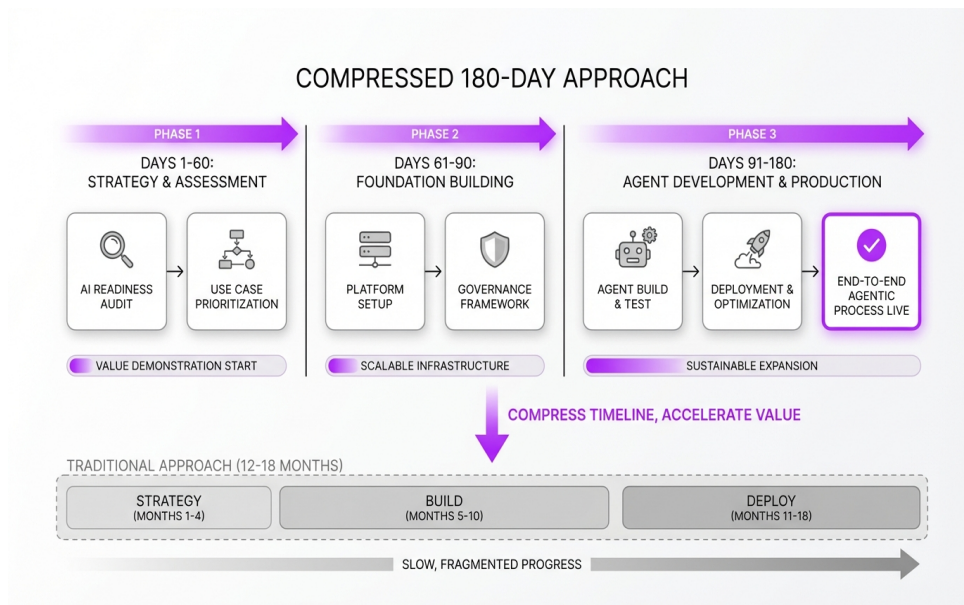 COMPRESSED 180-DAY APPROACH
PHASE 1
DAYS 1-60:
STRATEGY & ASSESSMENT
AI READINESS
AUDIT
USE CASE
PRIORITIZATION
VALUE DEMONSTRATION START
PHASE 2
DAYS 61-90:
FOUNDATION BUILDING
PLATFORM
SETUP
GOVERNANCE
FRAMEWORK
SCALABLE INFRASTRUCTURE
PHASE 3
DAYS 91-180:
AGENT DEVELOPMENT & PRODUCTION
AGENT BUILD
& TEST
DEPLOYMENT &
OPTIMIZATION
END-TO-END
AGENTIC
PROCESS LIVE
SUSTAINABLE EXPANSION
COMPRESS TIMELINE, ACCELERATE VALUE
TRADITIONAL APPROACH (12-18 MONTHS)
STRATEGY
(MONTHS 1-4)
BUILD
(MONTHS 5-10)
DEPLOY
(MONTHS 11-18)
SLOW, FRAGMENTED PROGRESS